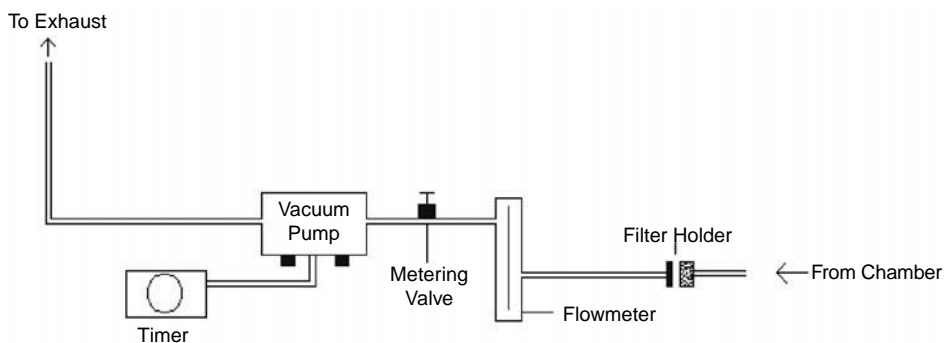 To Exhaust
Vacuum
Pump
Filter Holder
Metering
Valve
From Chamber
Flowmeter
Timer